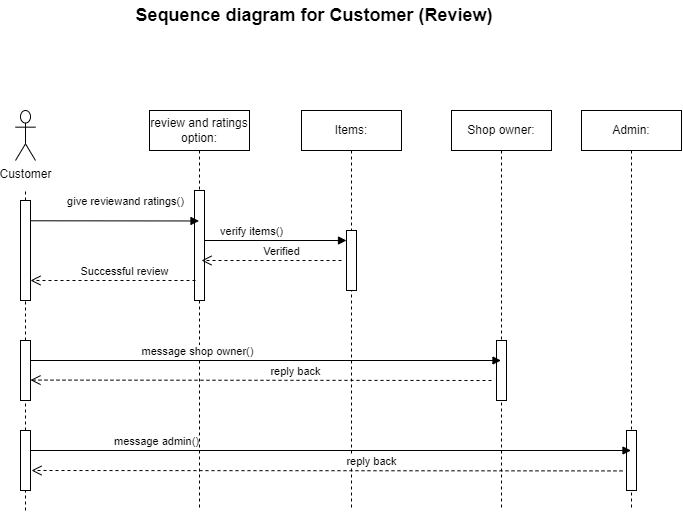 Sequence diagram for Customer (Review)
review and ratings
option:
Items:
Shop owner:
Admin:
Customer
give reviewand ratings()
verify items()
Verified
Successful review
message shop owner()
reply back
message admin()
reply back